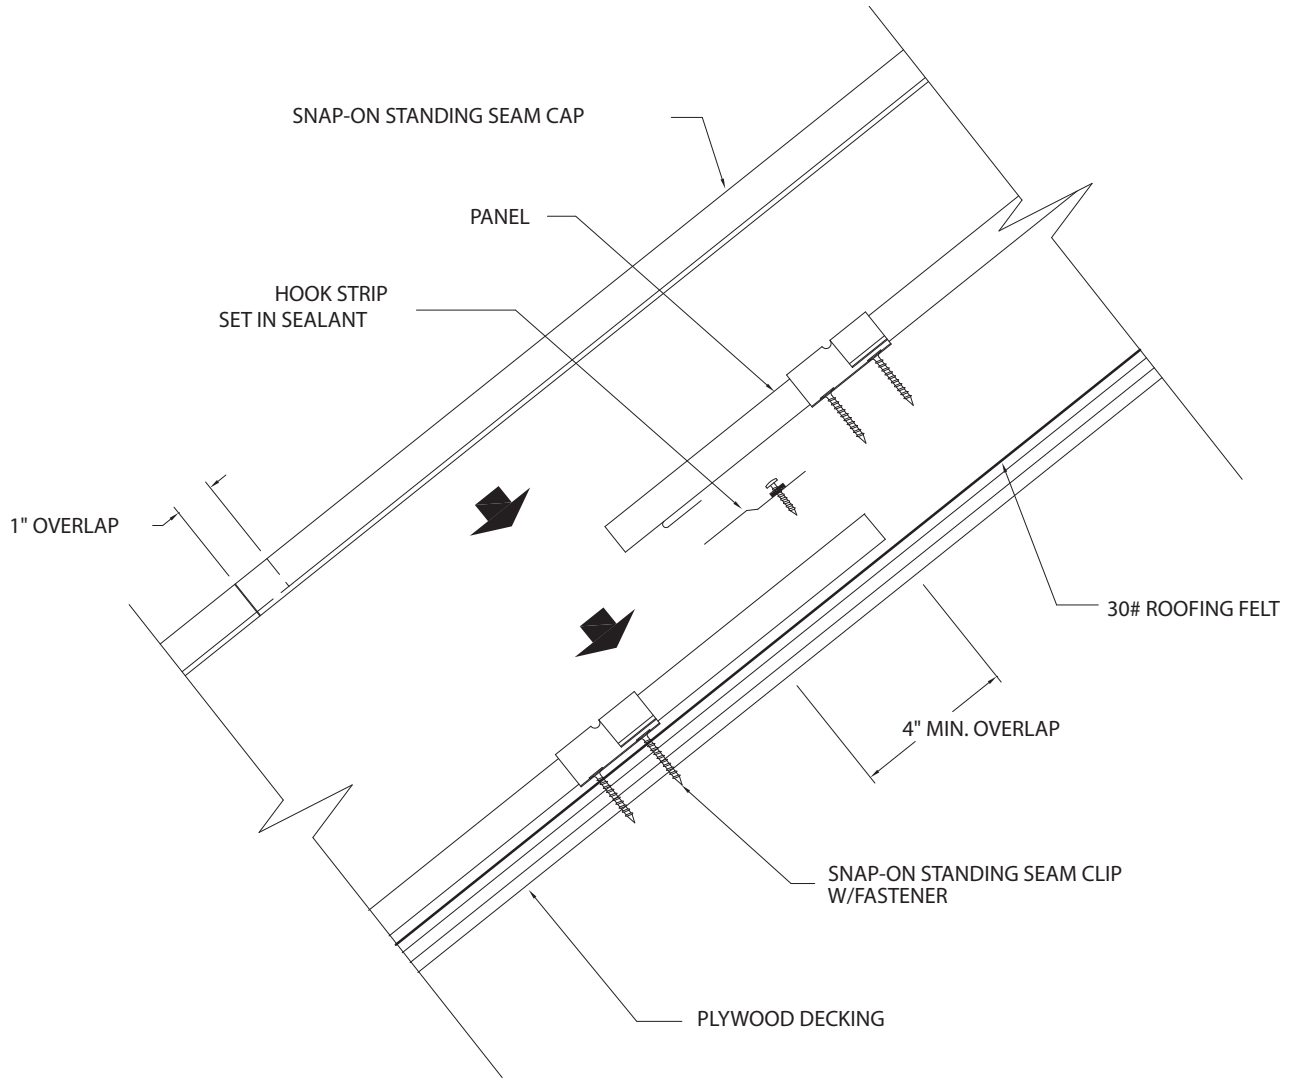 SNAP-ON STANDING SEAM CAP
PANEL
HOOK STRIP
SET IN SEALANT
1" OVERLAP
30# ROOFING FELT
4" MIN. OVERLAP
SNAP-ON STANDING SEAM CLIP
W/FASTENER
PLYWOOD DECKING